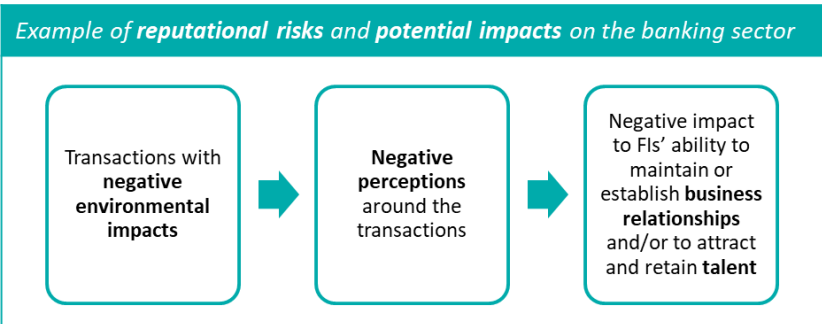 Example of reputational risks and potential impacts on the banking sector
Transactions with
negative
environmental
impacts
Negative
perceptions
around the
transactions
Negative impact
to FIs’ ability to
maintain or
establish business
relationships
and/or to attract
and retain talent